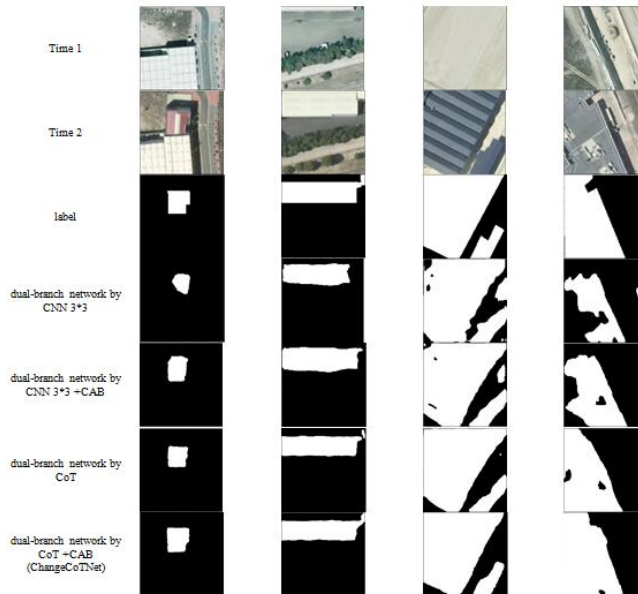 Time 1
Time 2
label
dual-branch network by
CNN 3*3
dual-branch network by
CNN 3*3 +CAB
dual-branch network by
CoT
dual-branch network by
CoT +CAB
(ChangeCoTNet)